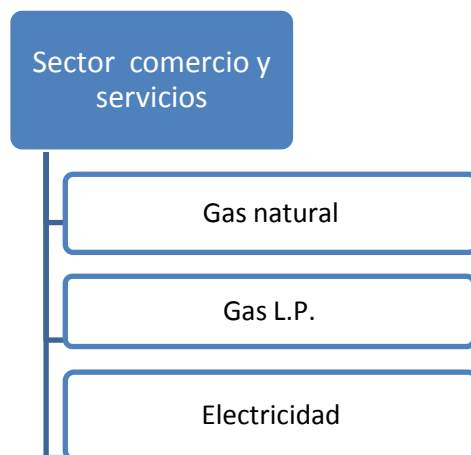 Sector comercio y
servicios
Gas natural
Gas L.P.
Electricidad